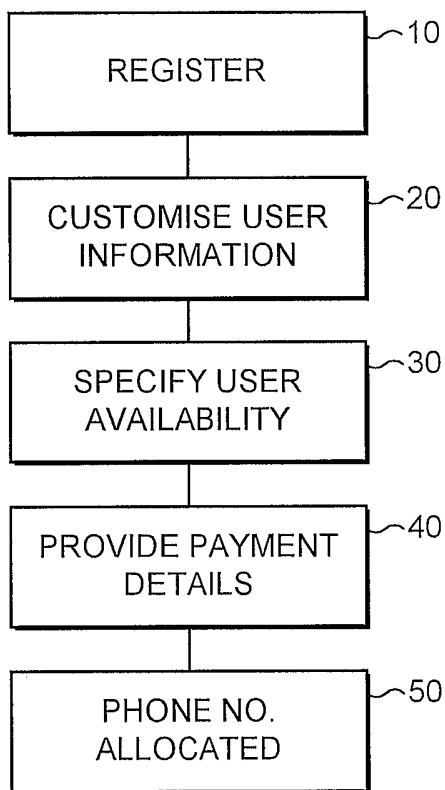 10
REGISTER
20
CUSTOMISE USER
INFORMATION
30
SPECIFY USER
AVAILABILITY
40
PROVIDE PAYMENT
DETAILS
50
PHONE NO.
ALLOCATED